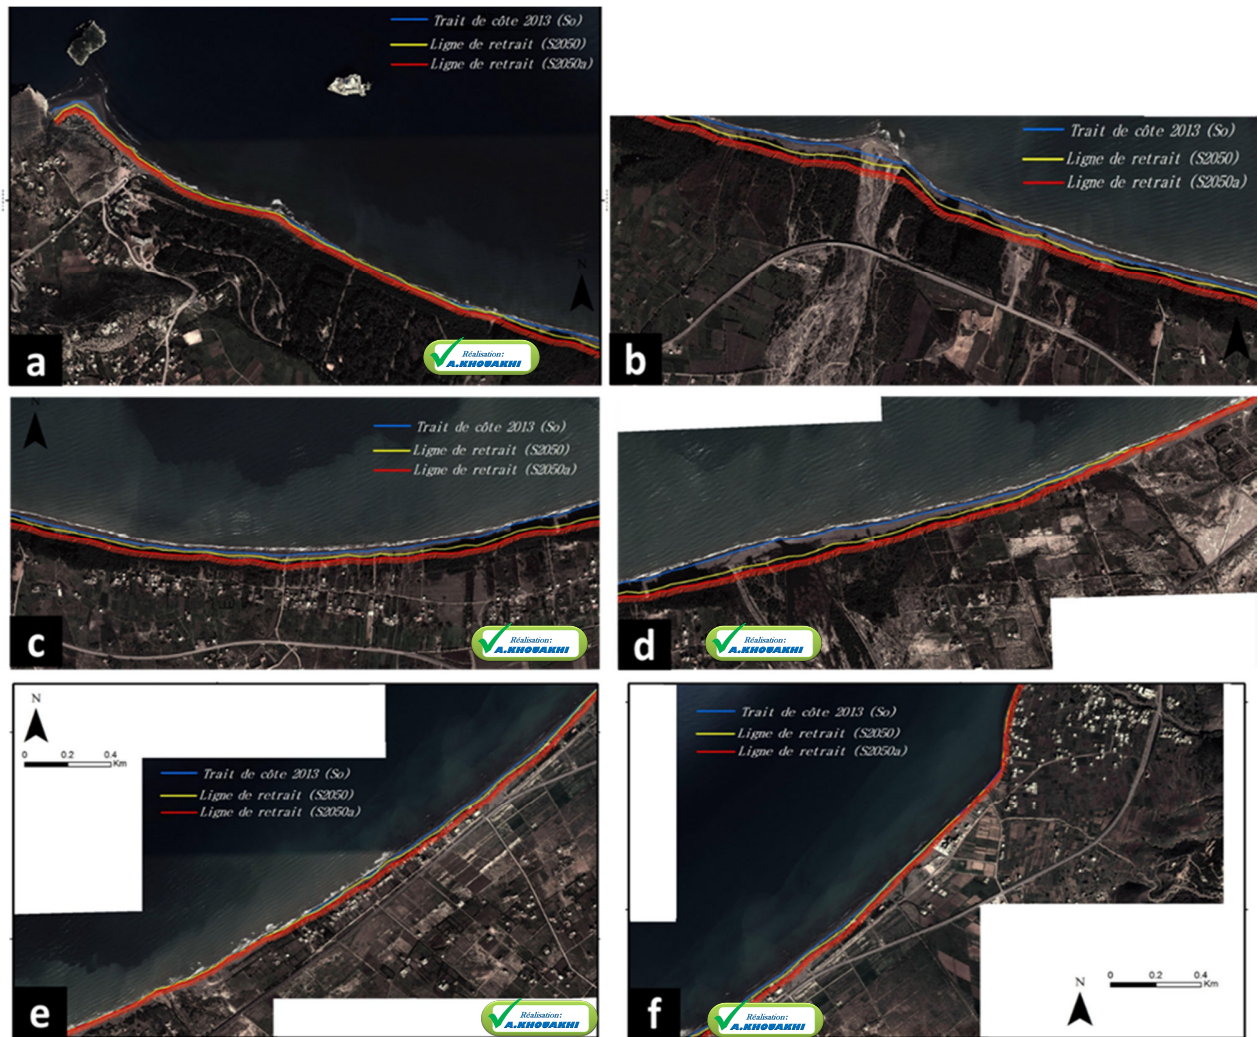 Trait de côte 2013 (So)
Ligne de retrait (S2050)
Ligne de retrait (S2050a)
N
a
Réalisation:
A.KHOUAKHI
Trait de côte 2013 (So)
Ligne de retrait (S2050)
Ligne de retrait (S2050a)
b
N
Trait de côte 2013 (So)
Ligne de retrait (S2050)
Ligne de retrait (S2050a)
c
Réalisation:
A.KHOUAKHI
d
Réalisation:
A.KHOUAKHI
N
0 0.2 0.4
Km
Trait de côte 2013 (So)
Ligne de retrait (S2050)
Ligne de retrait (S2050a)
e
Réalisation:
A.KHOUAKHI
Trait de côte 2013 (So)
Ligne de retrait (S2050)
Ligne de retrait (S2050a)
N
0 0.2 0.4
Km
f
Réalisation:
A.KHOUAKHI